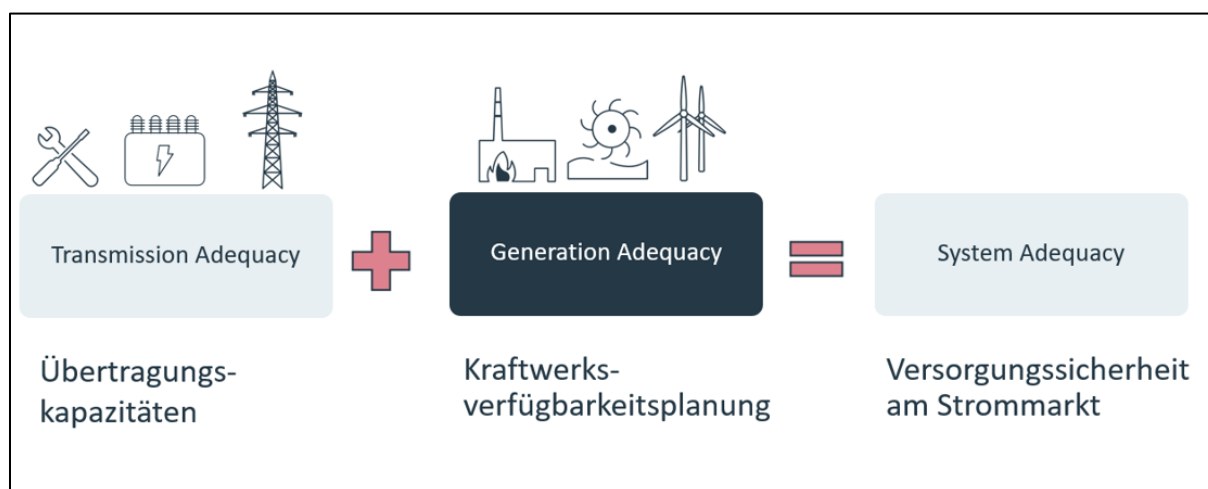 Transmission Adequacy
Generation Adequacy
System Adequacy
Übertragungs-
kapazitäten
Kraftwerks-
verfügbarkeitsplanung
Versorgungssicherheit
am Strommarkt